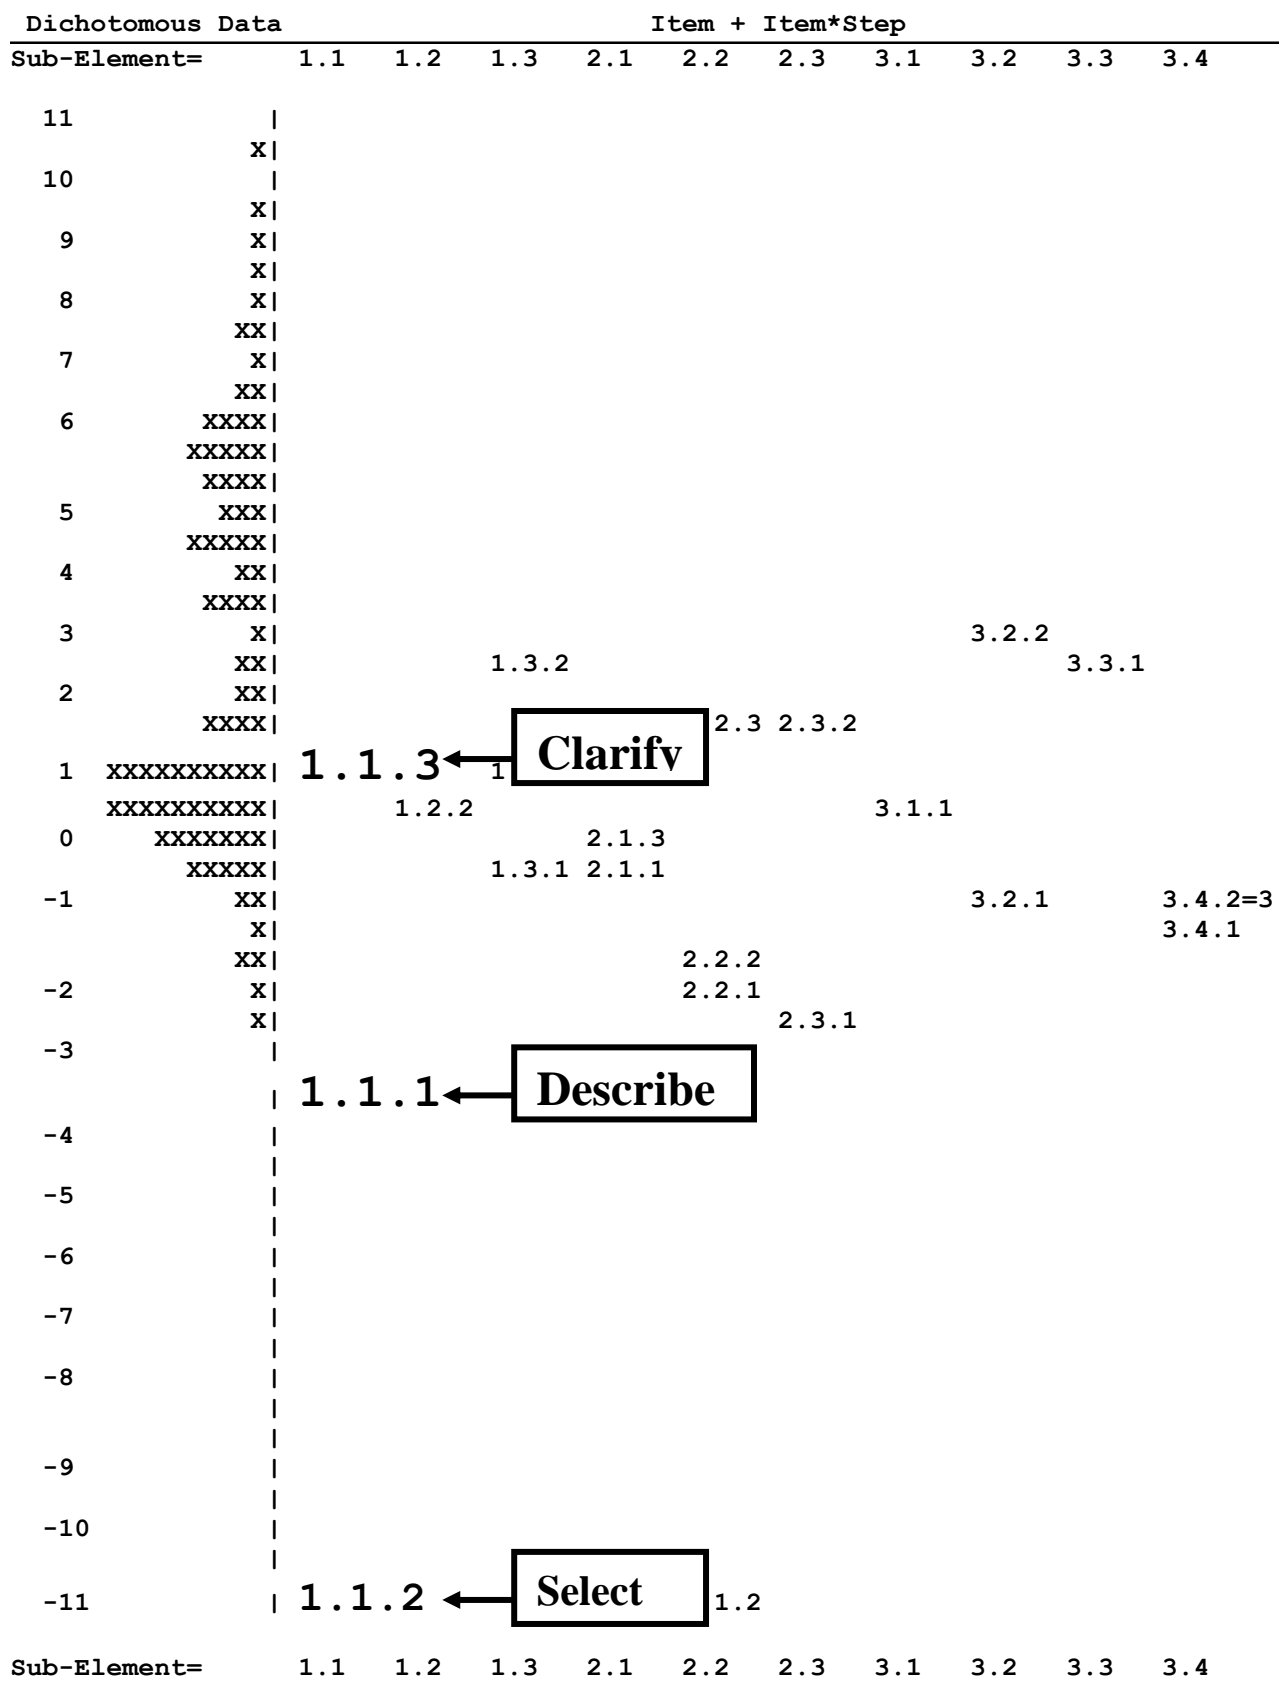 Dichotomous Data Item + Item*Step
Sub-Element= 1.1 1.2 1.3 2.1 2.2 2.3 3.1 3.2 3.3 3.4
11 |
X|
10 |
X|
9 X|
X|
8 X|
XX|
7 X|
XX|
6 XXXX|
XXXXX|
XXXX|
5 XXX|
XXXXX|
4 XX|
XXXX|
3 X| 3.2.2
XX| 1.3.2 3.3.1
2 XX|
XXXX| 2.3 2.3.2
1 XXXXXXXXXX| 1.1.3 1 Clarify
XXXXXXXXXX| 1.2.2 3.1.1
0 XXXXXXX| 2.1.3
XXXXX| 1.3.1 2.1.1
-1 XX| 3.2.1 3.4.2=3
X| 3.4.1
XX| 2.2.2
-2 X| 2.2.1
X| 2.3.1
-3 |
| 1.1.1 Describe
-4 |
|
-5 |
|
-6 |
|
-7 |
|
-8 |
|
|
-9 |
|
-10 |
|
-11 | 1.1.2 Select 1.2
Sub-Element= 1.1 1.2 1.3 2.1 2.2 2.3 3.1 3.2 3.3 3.4